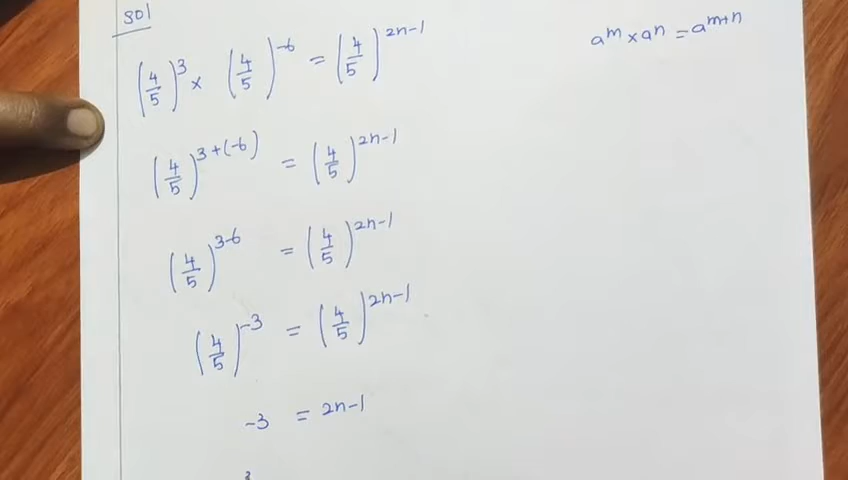 sol
(4/5)^3 × (4/5)^-6 = (4/5)^2n-1
a^m × a^n = a^m+n
(4/5)^3+(-6) = (4/5)^2n-1
(4/5)^3-6 = (4/5)^2n-1
(4/5)^-3 = (4/5)^2n-1
-3 = 2n-1